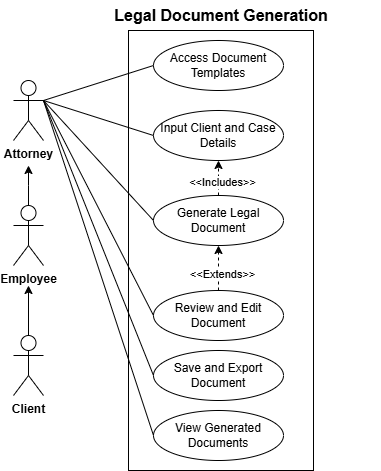 Legal Document Generation
Access Document
Templates
Input Client and Case
Details
Attorney
<<Includes>>
Generate Legal
Document
Employee
<<Extends>>
Review and Edit
Document
Save and Export
Document
Client
View Generated
Documents